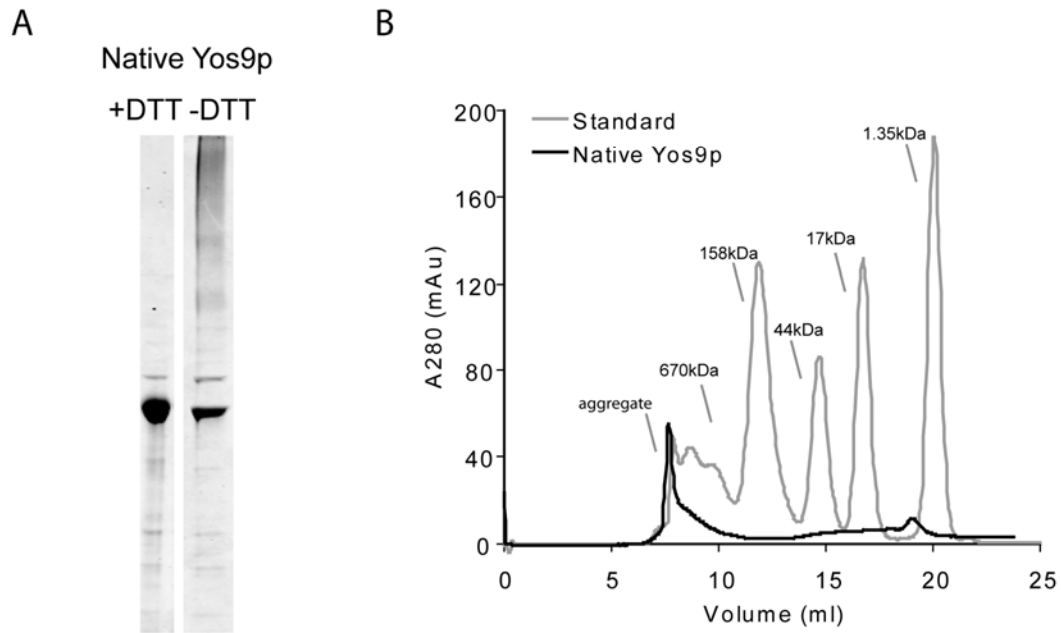 A
Native Yos9p
+DTT -DTT
B
Standard
Native Yos9p
aggregate
670kDa
158kDa
44kDa
17kDa
1.35kDa
A280 (mAu)
200
160
120
80
40
0
0 5 10 15 20 25
Volume (ml)